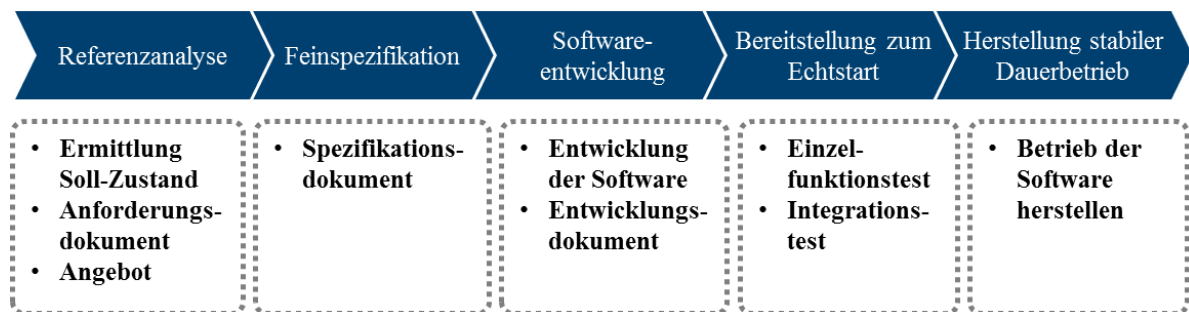 Referenzanalyse
Feinspezifikation
Software-
entwicklung
Bereitstellung zum
Echtstart
Herstellung stabiler
Dauerbetrieb
• Ermittlung
Soll-Zustand
• Anforderungs-
dokument
• Angebot
• Spezifikations-
dokument
• Entwicklung
der Software
• Entwicklungs-
dokument
• Einzel-
funktionstest
• Integrations-
test
• Betrieb der
Software
herstellen